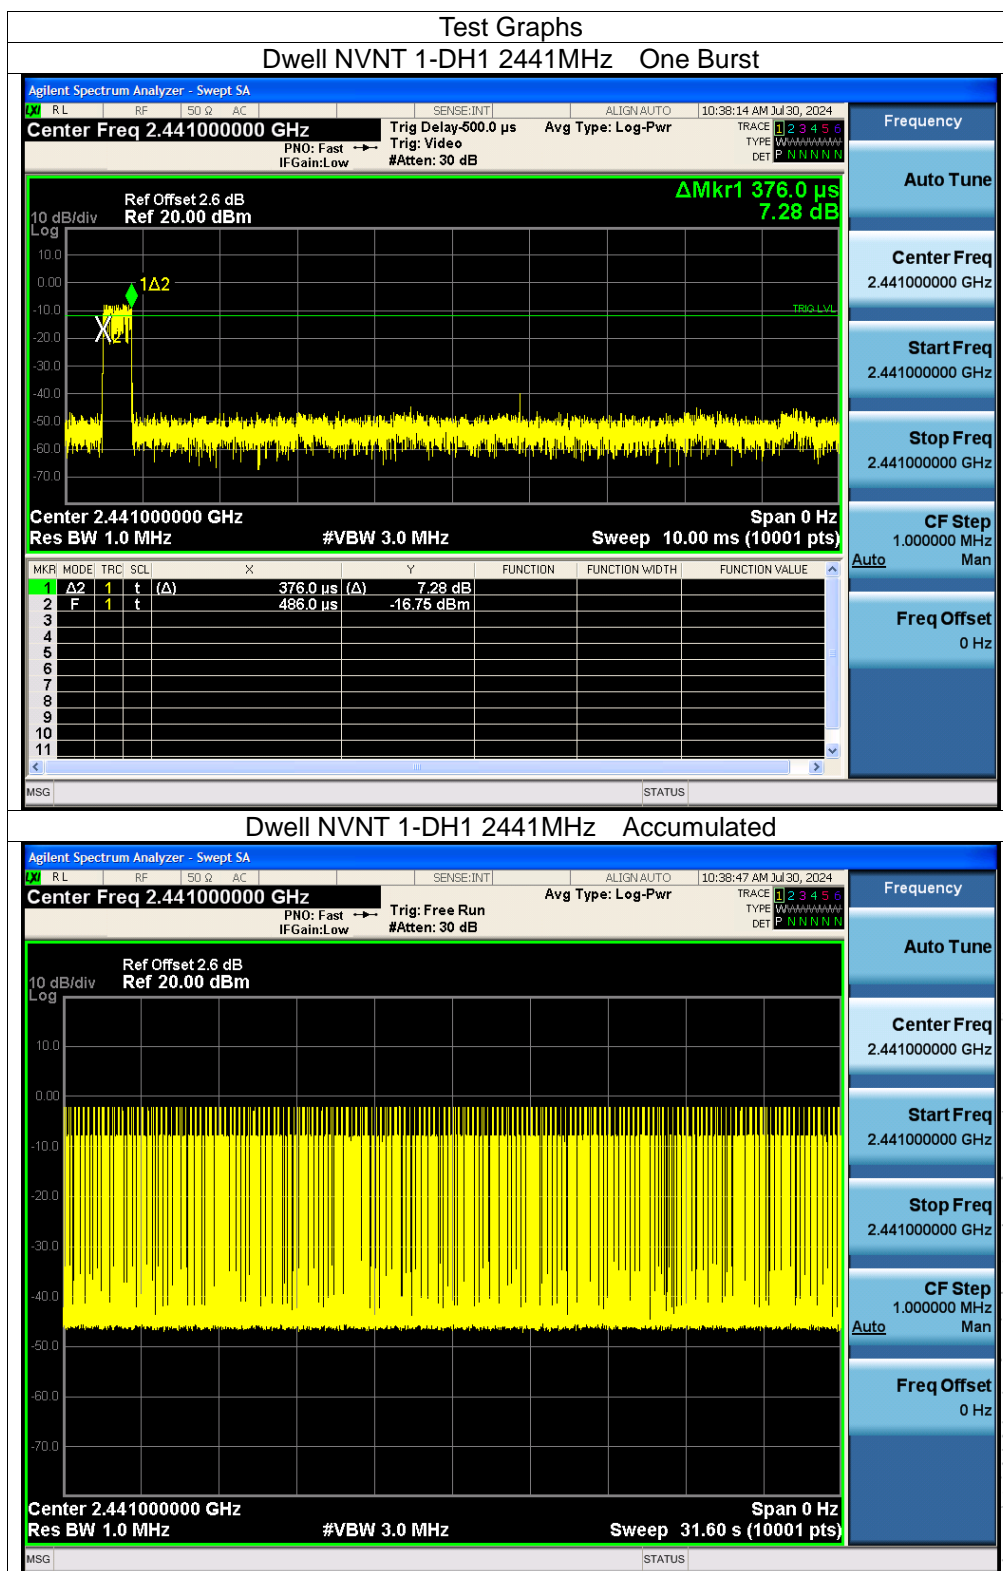 Test Graphs
Dwell NVNT 1-DH1 2441MHz One Burst
Agilent Spectrum Analyzer - Swept SA
LXI RL RF 50 Ω AC SENSE:INT ALIGNAUTO 10:38:14 AM Jul 30, 2024
Center Freq 2.441000000 GHz Trig Delay-500.0 µs Avg Type: Log-Pwr TRACE 1 2 3 4 5 6
PNO: Fast Trig: Video TYPE W
IFGain:Low #Atten: 30 dB DET P N N N N N
Frequency
Auto Tune
ΔMkr1 376.0 µs
7.28 dB
Ref Offset 2.6 dB
10 dB/div Ref 20.00 dBm
Log
10.0
0.00
-10.0
-20.0
-30.0
-40.0
-50.0
-60.0
-70.0
1Δ2
TRIG LVL
2
Center 2.441000000 GHz Span 0 Hz
Res BW 1.0 MHz #VBW 3.0 MHz Sweep 10.00 ms (10001 pts)
MKR MODE TRC SCL X Y FUNCTION FUNCTION WIDTH FUNCTION VALUE
1 Δ2 1 t (Δ) 376.0 µs (Δ) 7.28 dB
2 F 1 t 486.0 µs -16.75 dBm
3
4
5
6
7
8
9
10
11
Center Freq
2.441000000 GHz
Start Freq
2.441000000 GHz
Stop Freq
2.441000000 GHz
CF Step
1.000000 MHz
Auto Man
Freq Offset
0 Hz
MSG STATUS
Dwell NVNT 1-DH1 2441MHz Accumulated
Agilent Spectrum Analyzer - Swept SA
LXI RL RF 50 Ω AC SENSE:INT ALIGNAUTO 10:38:47 AM Jul 30, 2024
Center Freq 2.441000000 GHz Avg Type: Log-Pwr TRACE 1 2 3 4 5 6
PNO: Fast Trig: Free Run TYPE W
IFGain:Low #Atten: 30 dB DET P N N N N N
Frequency
Auto Tune
Ref Offset 2.6 dB
10 dB/div Ref 20.00 dBm
Log
10.0
0.00
-10.0
-20.0
-30.0
-40.0
-50.0
-60.0
-70.0
Center 2.441000000 GHz Span 0 Hz
Res BW 1.0 MHz #VBW 3.0 MHz Sweep 31.60 s (10001 pts)
Center Freq
2.441000000 GHz
Start Freq
2.441000000 GHz
Stop Freq
2.441000000 GHz
CF Step
1.000000 MHz
Auto Man
Freq Offset
0 Hz
MSG STATUS